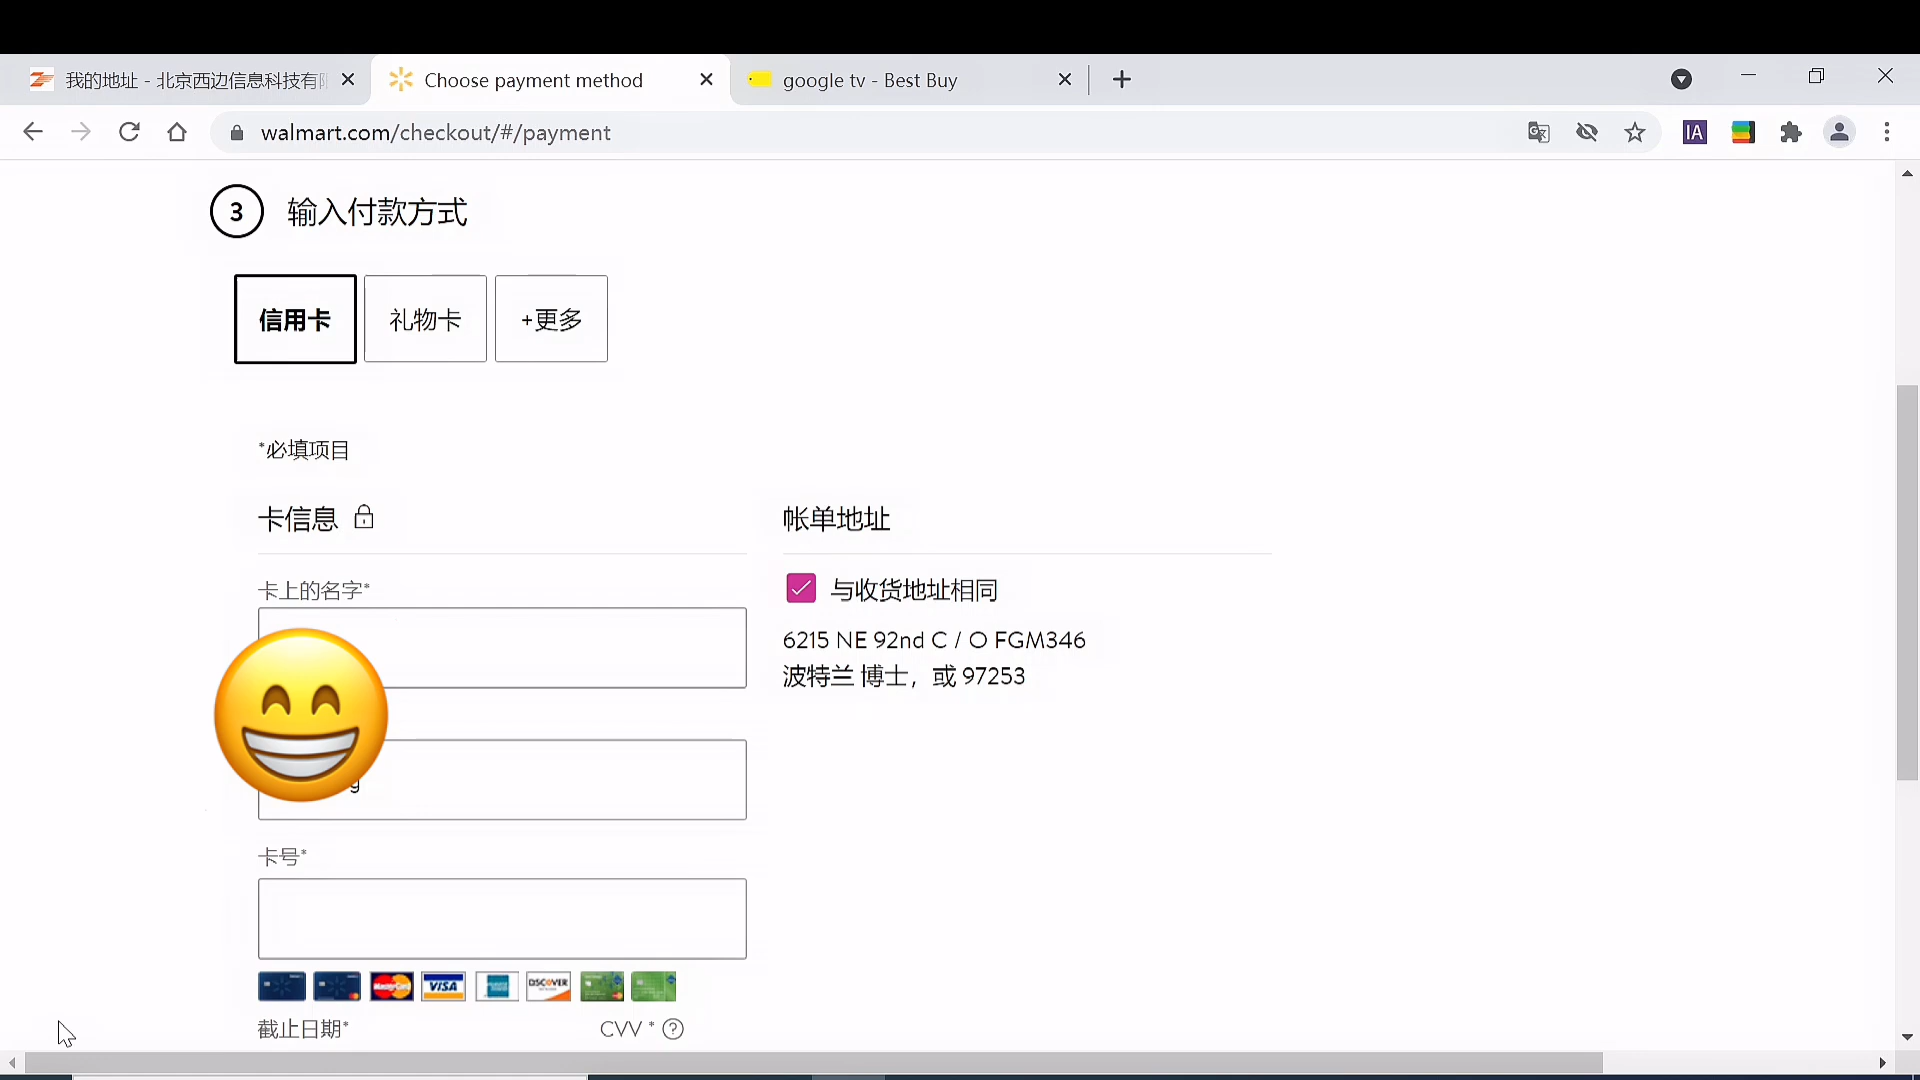 我的地址 - 北京西边信息科技有
Choose payment method
google tv - Best Buy
walmart.com/checkout/#/payment
IA
3 输入付款方式
信用卡
礼物卡
+更多
*必填项目
卡信息
帐单地址
卡上的名字*
与收货地址相同
6215 NE 92nd C / O FGM346
波特兰 博士，或 97253
g
卡号*
MasterCard
VISA
DISCOVER
截止日期*
CVV *